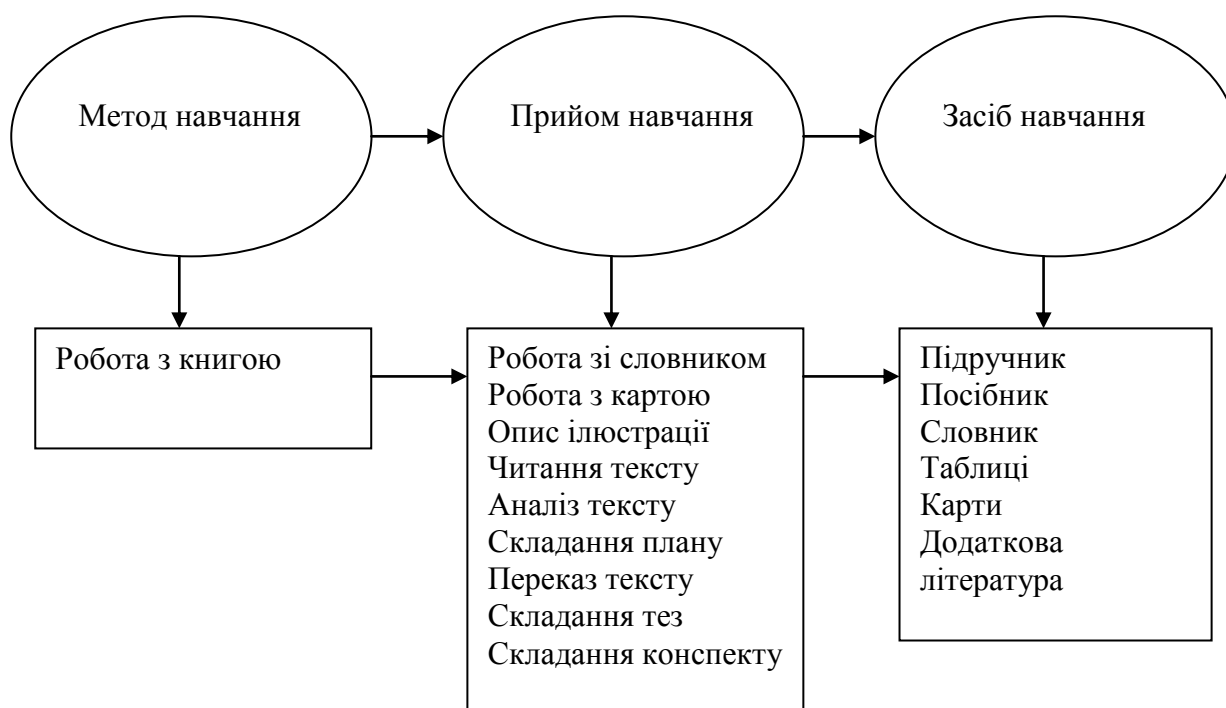 Метод навчання
Прийом навчання
Засіб навчання
Робота з книгою
Робота зі словником
Робота з картою
Опис ілюстрації
Читання тексту
Аналіз тексту
Складання плану
Переказ тексту
Складання тез
Складання конспекту
Підручник
Посібник
Словник
Таблиці
Карти
Додаткова
література